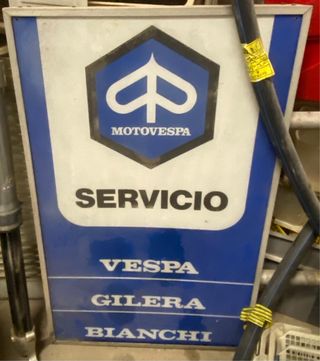 MOTOVESPA
SERVICIO
VESPA
GILERA
BIANCHI